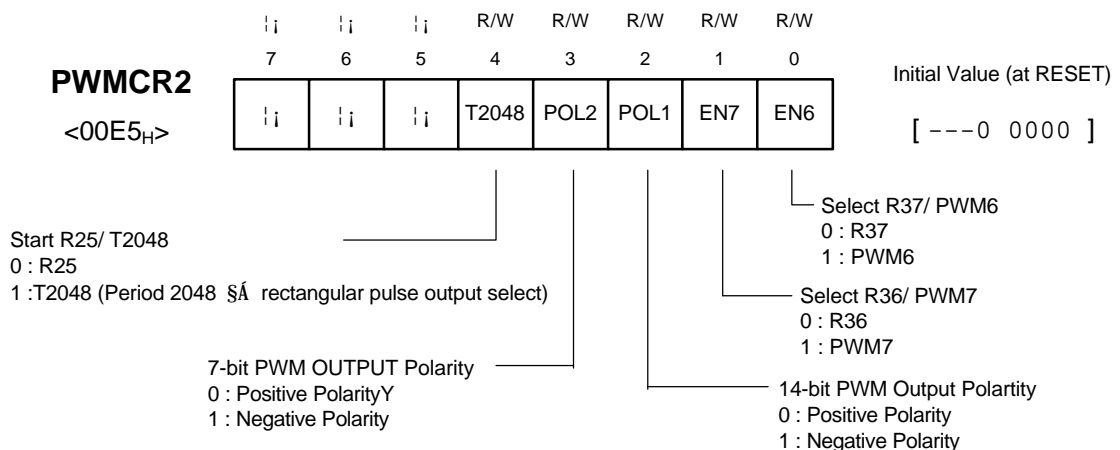 ¦¡ ¦¡ ¦¡ R/W R/W R/W R/W R/W
7 6 5 4 3 2 1 0
PWMCR2
<00E5H>
¦¡ ¦¡ ¦¡ T2048 POL2 POL1 EN7 EN6
Initial Value (at RESET)
[ ---0 0000 ]
Select R37/ PWM6
0 : R37
1 : PWM6
Start R25/ T2048
0 : R25
1 :T2048 (Period 2048 §Á rectangular pulse output select)
Select R36/ PWM7
0 : R36
1 : PWM7
7-bit PWM OUTPUT Polarity
0 : Positive PolarityY
1 : Negative Polarity
14-bit PWM Output Polartity
0 : Positive Polarity
1 : Negative Polarity